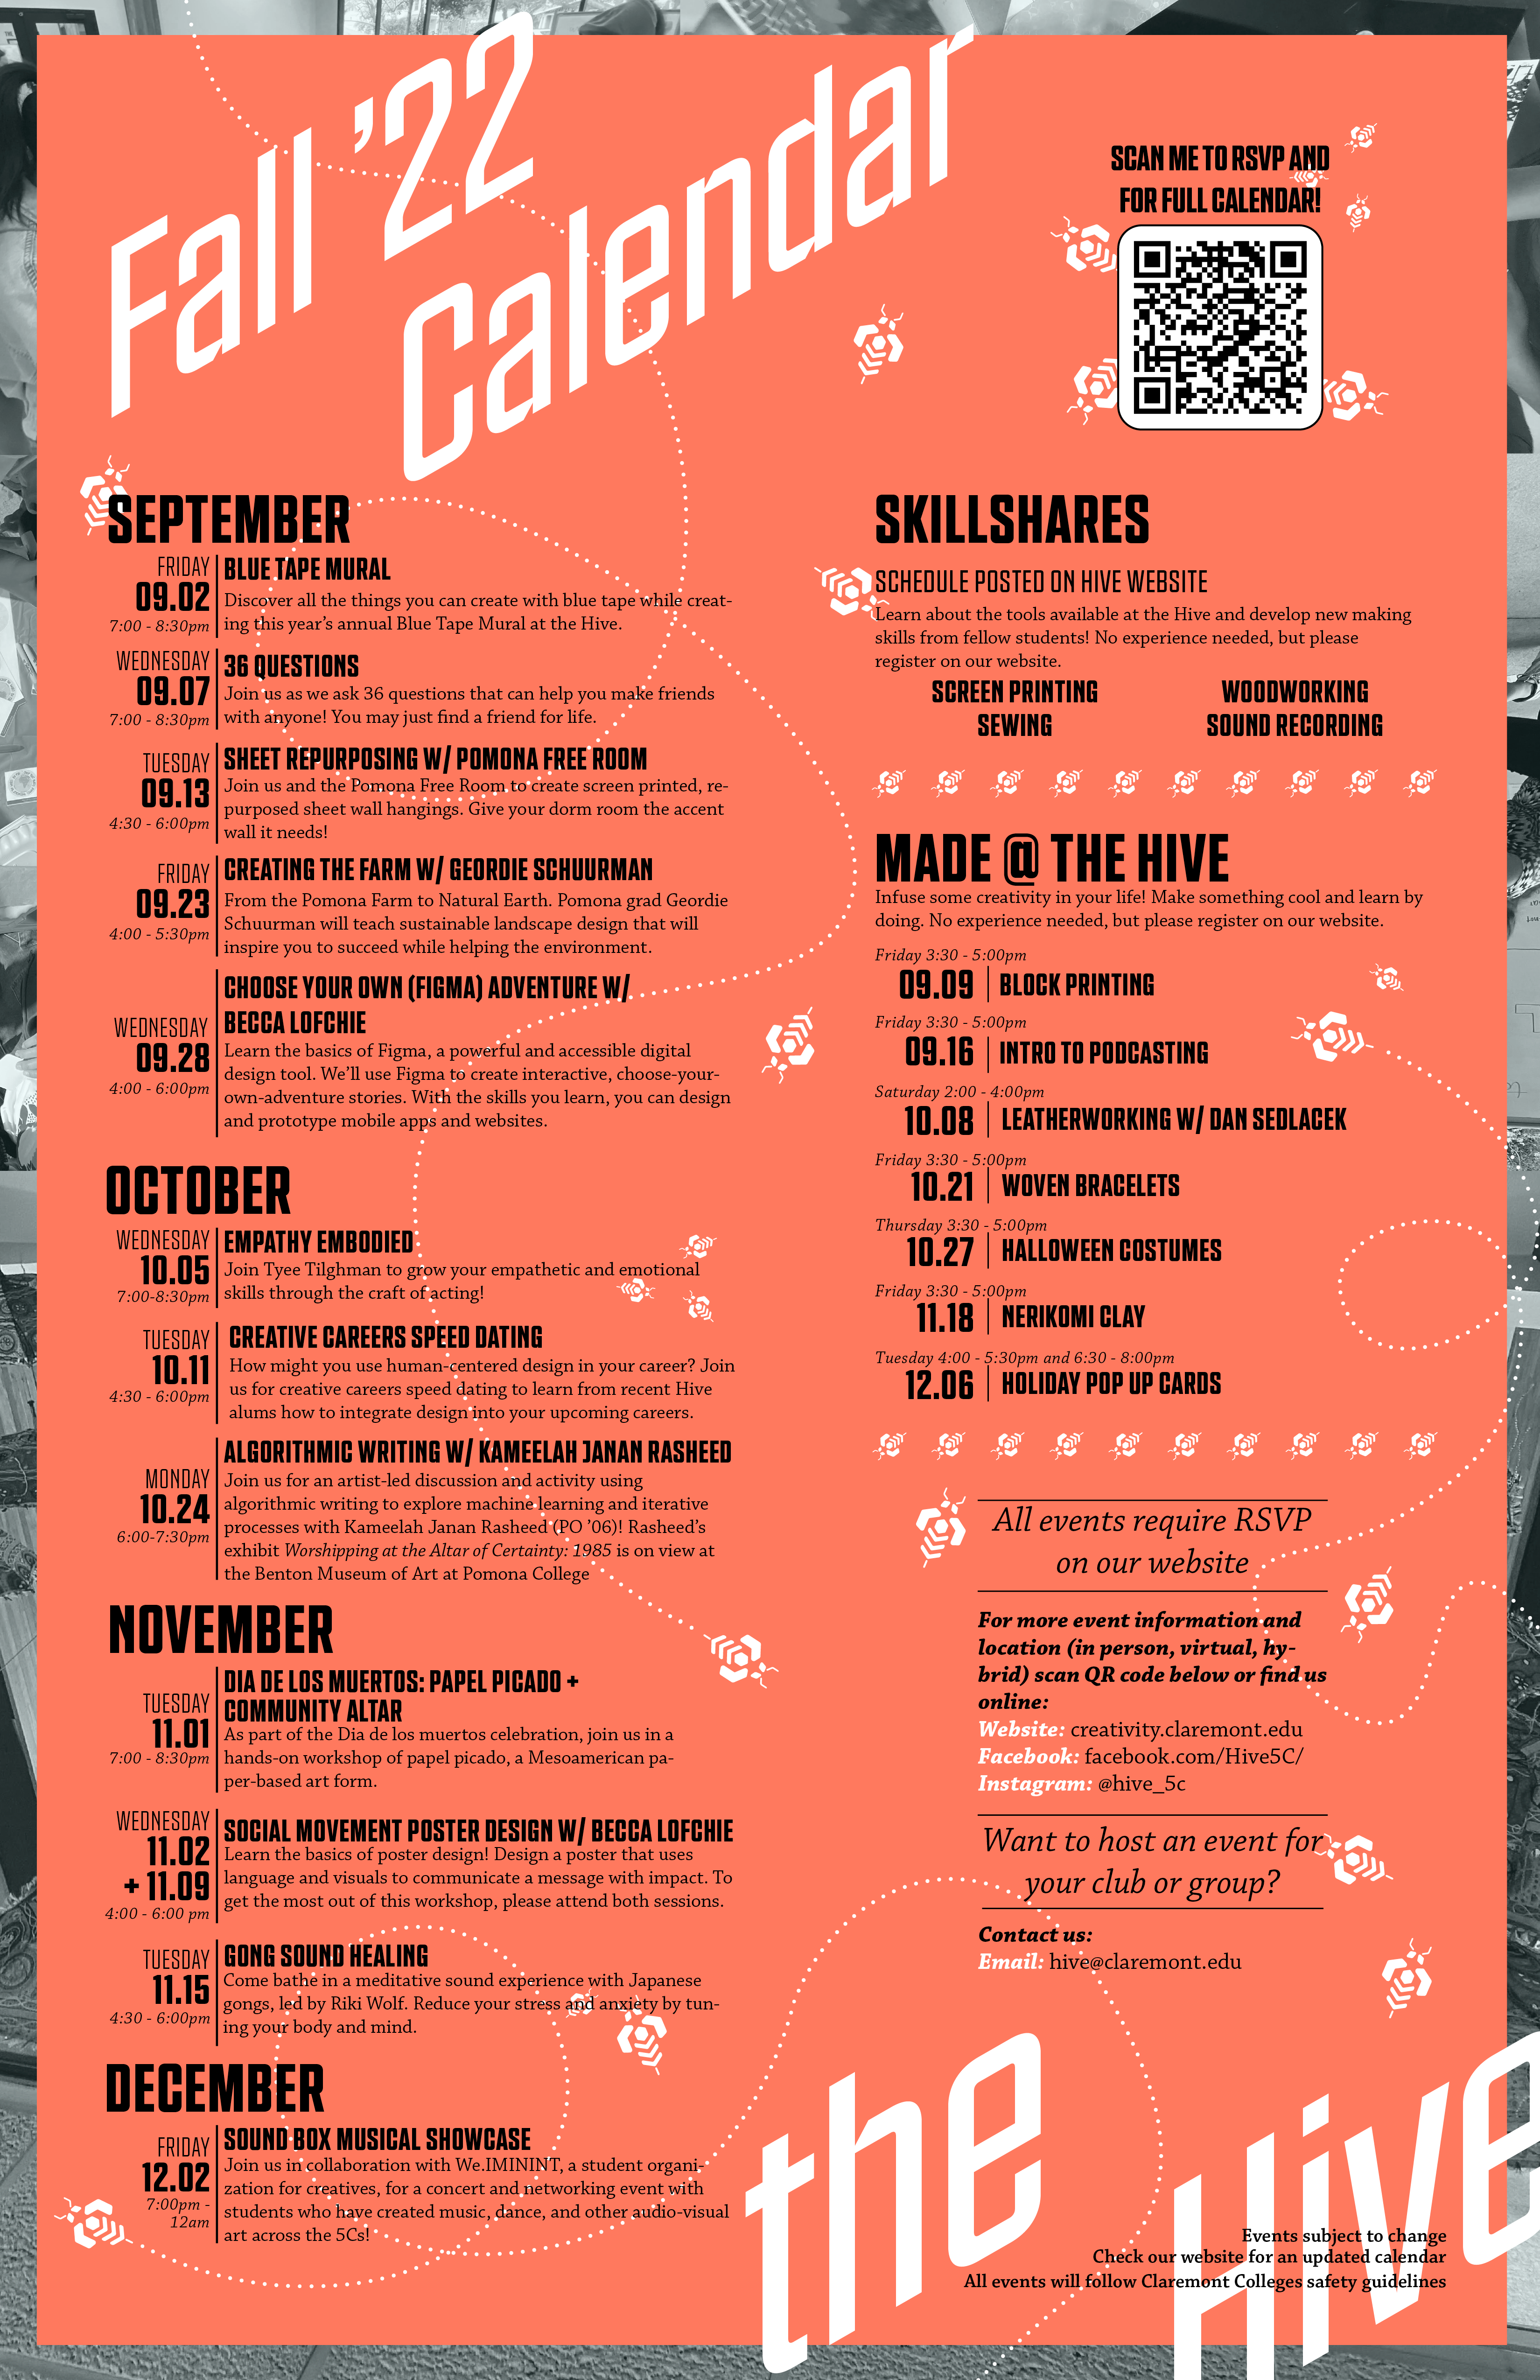 Fall ’22
Calendar
SCAN ME TO RSVP AND
FOR FULL CALENDAR!
SEPTEMBER
FRIDAY
09.02
7:00 - 8:30pm
BLUE TAPE MURAL
Discover all the things you can create with blue tape while creat-
ing this year’s annual Blue Tape Mural at the Hive.
WEDNESDAY
09.07
7:00 - 8:30pm
36 QUESTIONS
Join us as we ask 36 questions that can help you make friends
with anyone! You may just find a friend for life.
TUESDAY
09.13
4:30 - 6:00pm
SHEET REPURPOSING W/ POMONA FREE ROOM
Join us and the Pomona Free Room to create screen printed, re-
purposed sheet wall hangings. Give your dorm room the accent
wall it needs!
FRIDAY
09.23
4:00 - 5:30pm
CREATING THE FARM W/ GEORDIE SCHUURMAN
From the Pomona Farm to Natural Earth. Pomona grad Geordie
Schuurman will teach sustainable landscape design that will
inspire you to succeed while helping the environment.
WEDNESDAY
09.28
4:00 - 6:00pm
CHOOSE YOUR OWN (FIGMA) ADVENTURE W/
BECCA LOFCHIE
Learn the basics of Figma, a powerful and accessible digital
design tool. We’ll use Figma to create interactive, choose-your-
own-adventure stories. With the skills you learn, you can design
and prototype mobile apps and websites.
OCTOBER
WEDNESDAY
10.05
7:00-8:30pm
EMPATHY EMBODIED
Join Tyee Tilghman to grow your empathetic and emotional
skills through the craft of acting!
TUESDAY
10.11
4:30 - 6:00pm
CREATIVE CAREERS SPEED DATING
How might you use human-centered design in your career? Join
us for creative careers speed dating to learn from recent Hive
alums how to integrate design into your upcoming careers.
MONDAY
10.24
6:00-7:30pm
ALGORITHMIC WRITING W/ KAMEELAH JANAN RASHEED
Join us for an artist-led discussion and activity using
algorithmic writing to explore machine learning and iterative
processes with Kameelah Janan Rasheed (PO ’06)! Rasheed’s
exhibit Worshipping at the Altar of Certainty: 1985 is on view at
the Benton Museum of Art at Pomona College
NOVEMBER
TUESDAY
11.01
7:00 - 8:30pm
DIA DE LOS MUERTOS: PAPEL PICADO +
COMMUNITY ALTAR
As part of the Dia de los muertos celebration, join us in a
hands-on workshop of papel picado, a Mesoamerican pa-
per-based art form.
WEDNESDAY
11.02
+ 11.09
4:00 - 6:00 pm
SOCIAL MOVEMENT POSTER DESIGN W/ BECCA LOFCHIE
Learn the basics of poster design! Design a poster that uses
language and visuals to communicate a message with impact. To
get the most out of this workshop, please attend both sessions.
TUESDAY
11.15
4:30 - 6:00pm
GONG SOUND HEALING
Come bathe in a meditative sound experience with Japanese
gongs, led by Riki Wolf. Reduce your stress and anxiety by tun-
ing your body and mind.
DECEMBER
FRIDAY
12.02
7:00pm -
12am
SOUND BOX MUSICAL SHOWCASE
Join us in collaboration with We.IMININT, a student organi-
zation for creatives, for a concert and networking event with
students who have created music, dance, and other audio-visual
art across the 5Cs!
SKILLSHARES
SCHEDULE POSTED ON HIVE WEBSITE
Learn about the tools available at the Hive and develop new making
skills from fellow students! No experience needed, but please
register on our website.
SCREEN PRINTING
SEWING
WOODWORKING
SOUND RECORDING
MADE @ THE HIVE
Infuse some creativity in your life! Make something cool and learn by
doing. No experience needed, but please register on our website.
Friday 3:30 - 5:00pm
09.09 BLOCK PRINTING
Friday 3:30 - 5:00pm
09.16 INTRO TO PODCASTING
Saturday 2:00 - 4:00pm
10.08 LEATHERWORKING W/ DAN SEDLACEK
Friday 3:30 - 5:00pm
10.21 WOVEN BRACELETS
Thursday 3:30 - 5:00pm
10.27 HALLOWEEN COSTUMES
Friday 3:30 - 5:00pm
11.18 NERIKOMI CLAY
Tuesday 4:00 - 5:30pm and 6:30 - 8:00pm
12.06 HOLIDAY POP UP CARDS
All events require RSVP
on our website
For more event information and
location (in person, virtual, hy-
brid) scan QR code below or find us
online:
Website: creativity.claremont.edu
Facebook: facebook.com/Hive5C/
Instagram: @hive_5c
Want to host an event for
your club or group?
Contact us:
Email: hive@claremont.edu
the Hive
Events subject to change
Check our website for an updated calendar
All events will follow Claremont Colleges safety guidelines